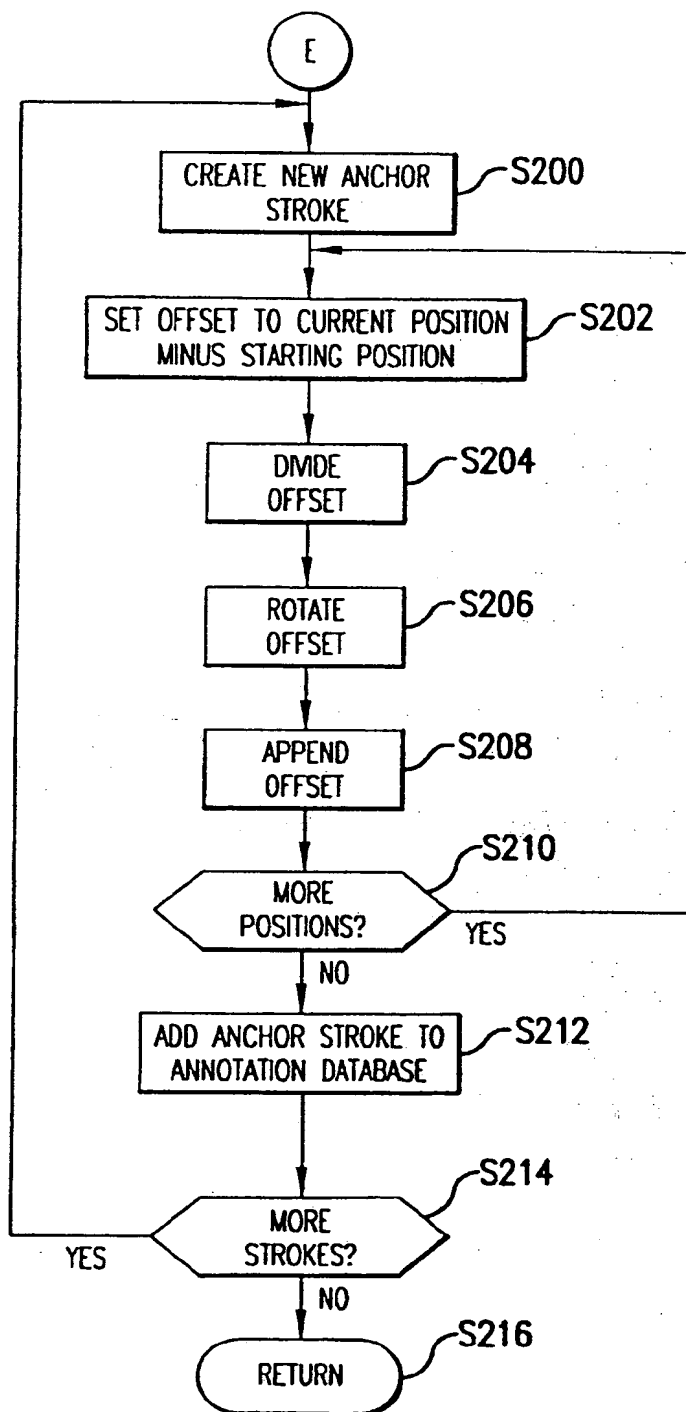 E
CREATE NEW ANCHOR
STROKE
S200
SET OFFSET TO CURRENT POSITION
MINUS STARTING POSITION
S202
DIVIDE
OFFSET
S204
ROTATE
OFFSET
S206
APPEND
OFFSET
S208
MORE
POSITIONS?
S210
YES
NO
ADD ANCHOR STROKE TO
ANNOTATION DATABASE
S212
MORE
STROKES?
S214
YES
NO
RETURN
S216